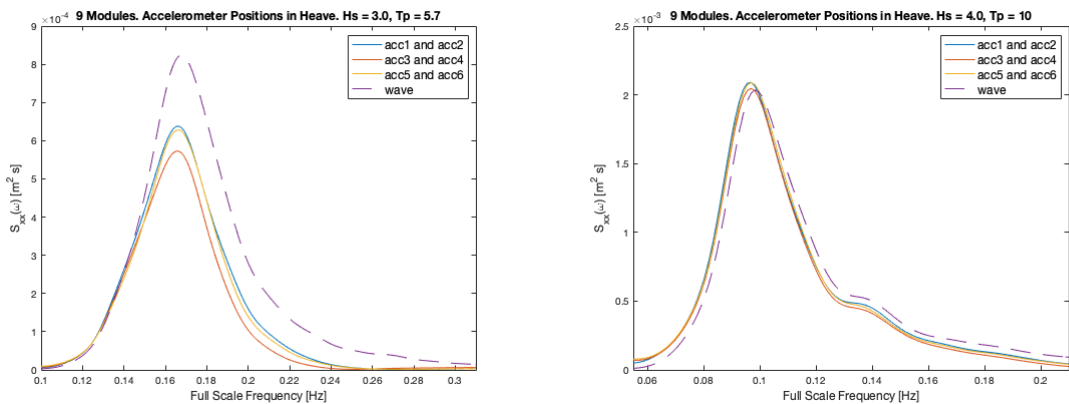 9 Modules. Accelerometer Positions in Heave. Hs = 3.0, Tp = 5.7
×10⁻⁴
9
8
7
6
5
4
3
2
1
0
S_xx(ω) [m² s]
0.1 0.12 0.14 0.16 0.18 0.2 0.22 0.24 0.26 0.28 0.3
Full Scale Frequency [Hz]
acc1 and acc2
acc3 and acc4
acc5 and acc6
wave
9 Modules. Accelerometer Positions in Heave. Hs = 4.0, Tp = 10
×10⁻³
2.5
2
1.5
1
0.5
0
S_xx(ω) [m² s]
0.06 0.08 0.1 0.12 0.14 0.16 0.18 0.2
Full Scale Frequency [Hz]
acc1 and acc2
acc3 and acc4
acc5 and acc6
wave